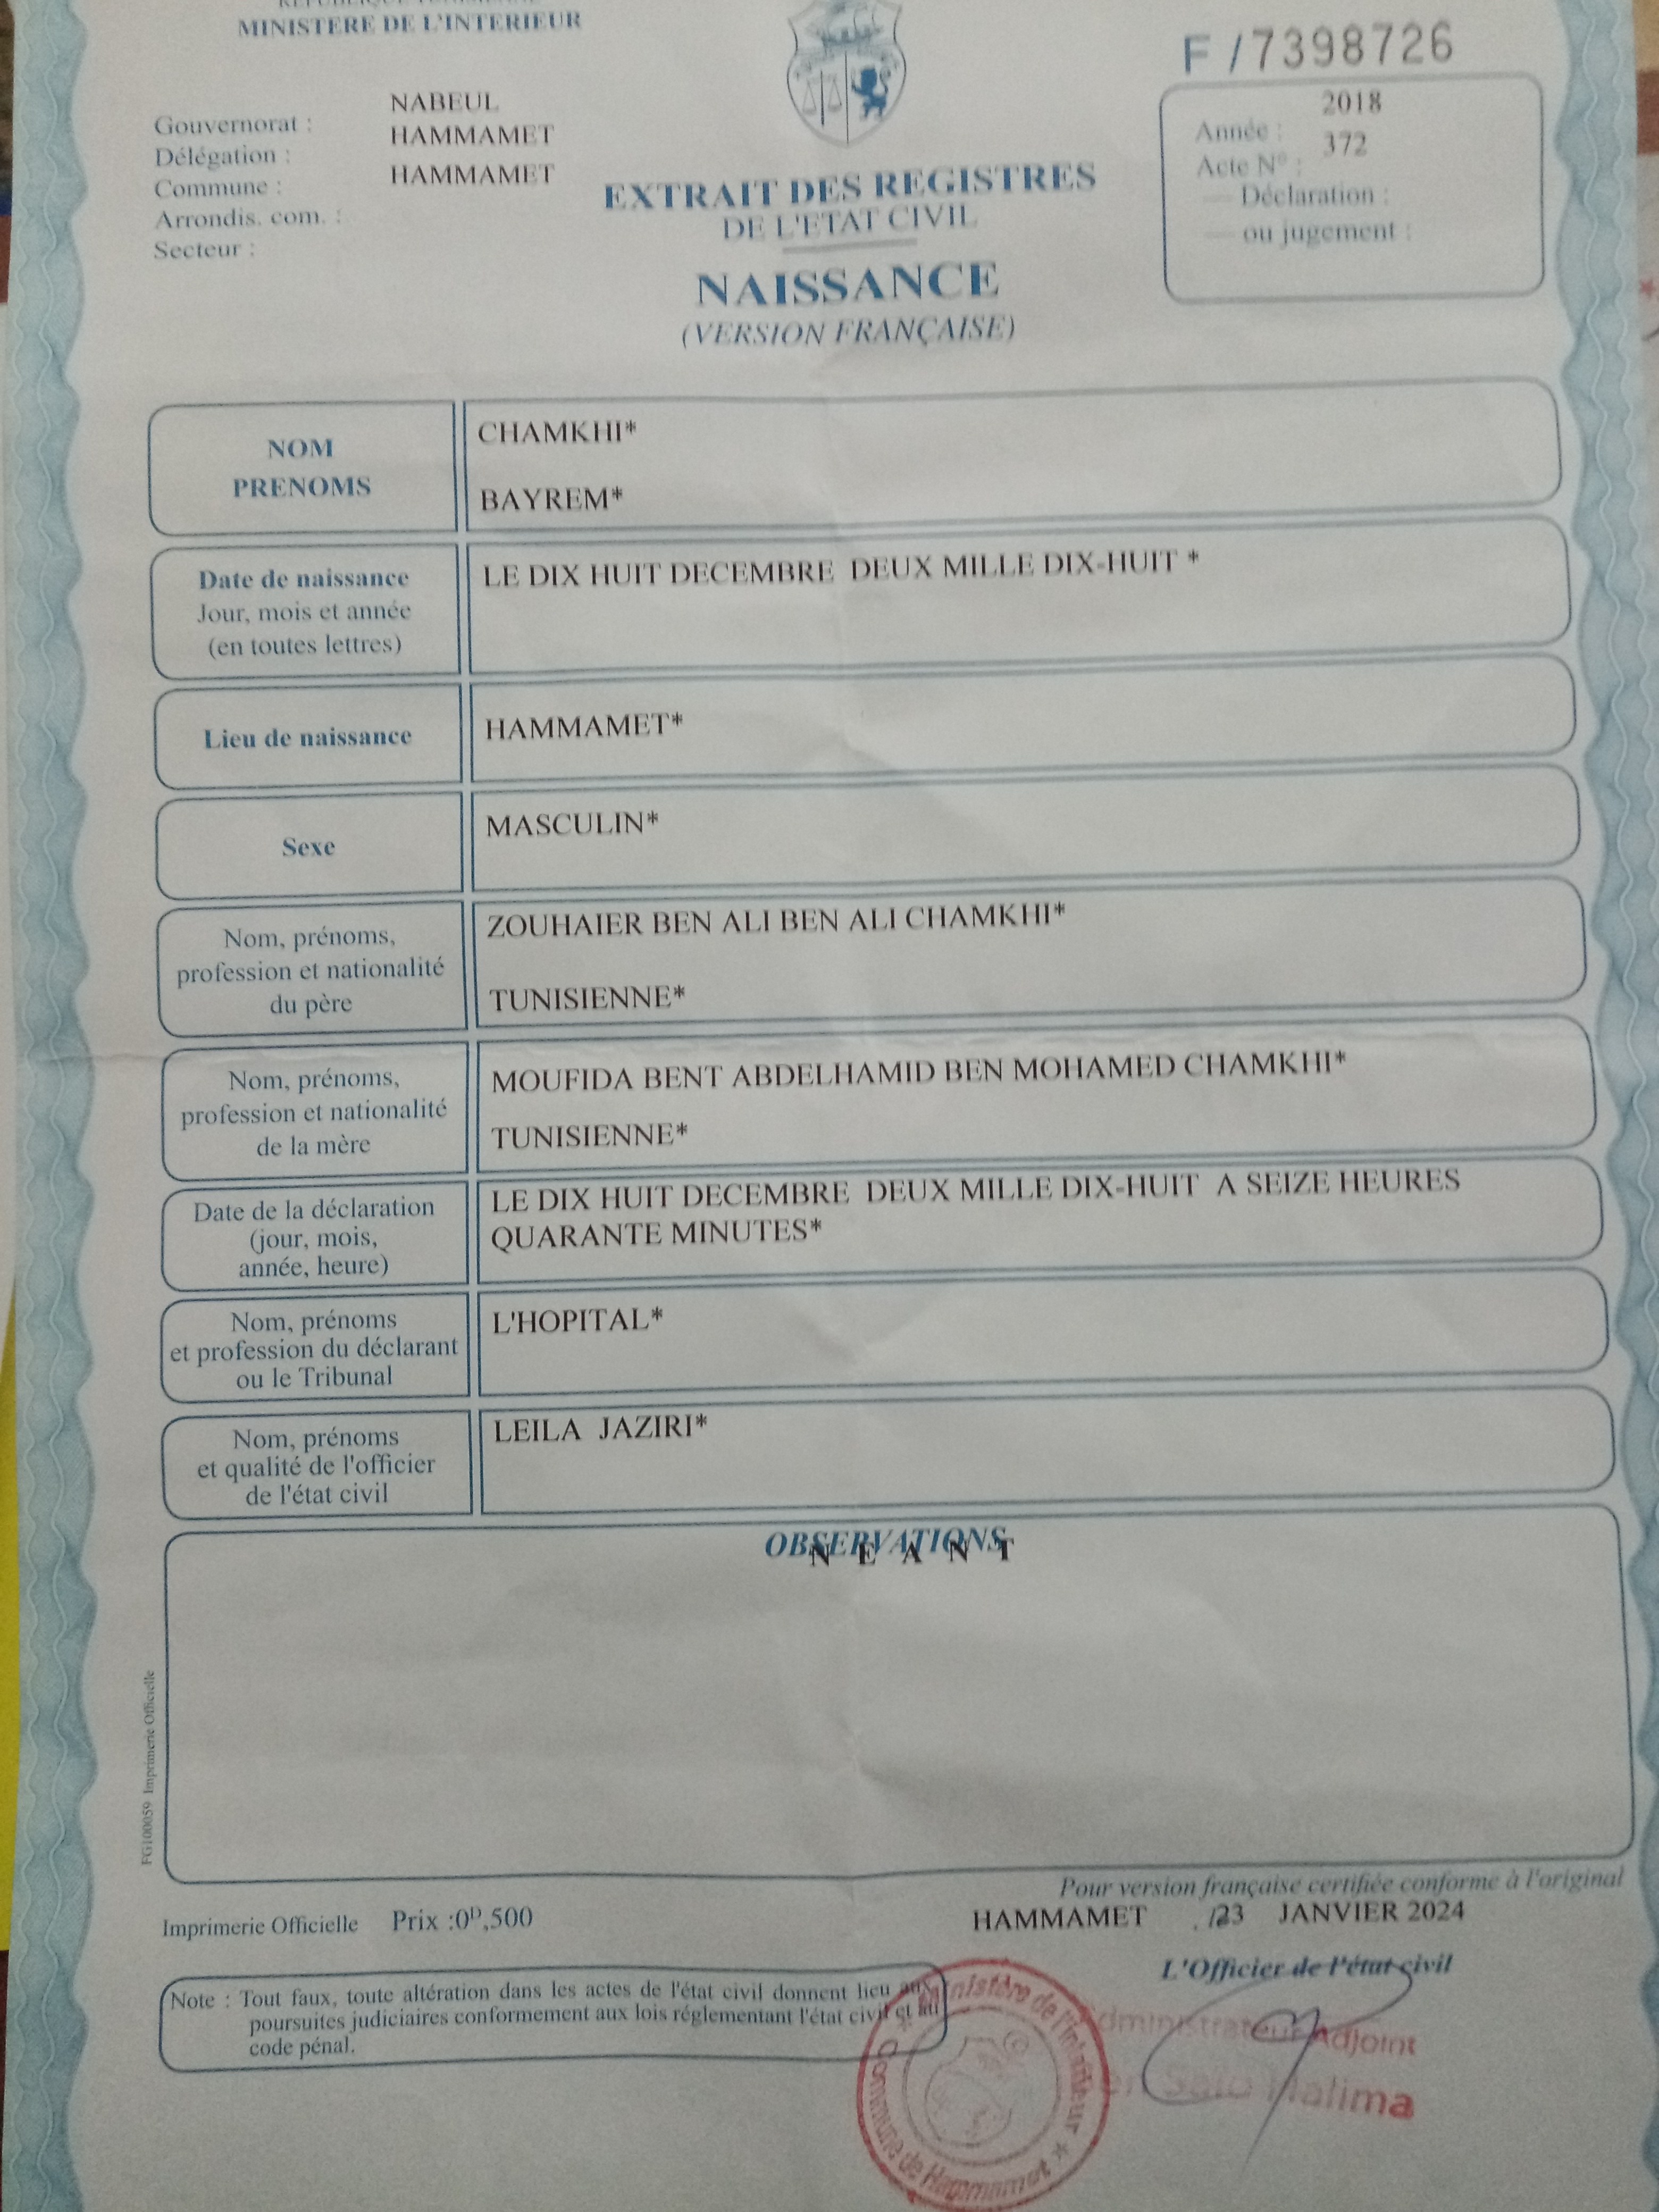 MINISTERE DE L'INTERIEUR
F / 7398726
Gouvernorat : NABEUL
Délégation : HAMMAMET
Commune : HAMMAMET
Arrondis. com. :
Secteur :
EXTRAIT DES REGISTRES
DE L'ETAT CIVIL
NAISSANCE
(VERSION FRANÇAISE)
Année : 2018
Acte N° : 372
— Déclaration :
— ou jugement :
NOM
PRENOMS
CHAMKHI*
BAYREM*
Date de naissance
Jour, mois et année
(en toutes lettres)
LE DIX HUIT DECEMBRE DEUX MILLE DIX-HUIT *
Lieu de naissance
HAMMAMET*
Sexe
MASCULIN*
Nom, prénoms,
profession et nationalité
du père
ZOUHAIER BEN ALI BEN ALI CHAMKHI*
TUNISIENNE*
Nom, prénoms,
profession et nationalité
de la mère
MOUFIDA BENT ABDELHAMID BEN MOHAMED CHAMKHI*
TUNISIENNE*
Date de la déclaration
(jour, mois,
année, heure)
LE DIX HUIT DECEMBRE DEUX MILLE DIX-HUIT A SEIZE HEURES
QUARANTE MINUTES*
Nom, prénoms
et profession du déclarant
ou le Tribunal
L'HOPITAL*
Nom, prénoms
et qualité de l'officier
de l'état civil
LEILA JAZIRI*
OBSERVATIONS
N E A N T
FG100059 Imprimerie Officielle
Pour version française certifiée conforme à l'original
Imprimerie Officielle Prix :0ᴰ,500
HAMMAMET 23 JANVIER 2024
L'Officier de l'état civil
Note : Tout faux, toute altération dans les actes de l'état civil donnent lieu aux
poursuites judiciaires conformement aux lois réglementant l'état civil et au
code pénal.
Ministère de l'intérieur
Commune de Hammamet
Adjoint
Halima